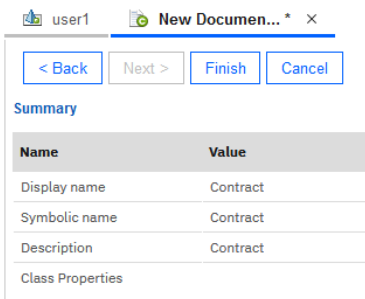 user1 New Documen... * ×
< Back Next > Finish Cancel
Summary
Name Value
Display name Contract
Symbolic name Contract
Description Contract
Class Properties